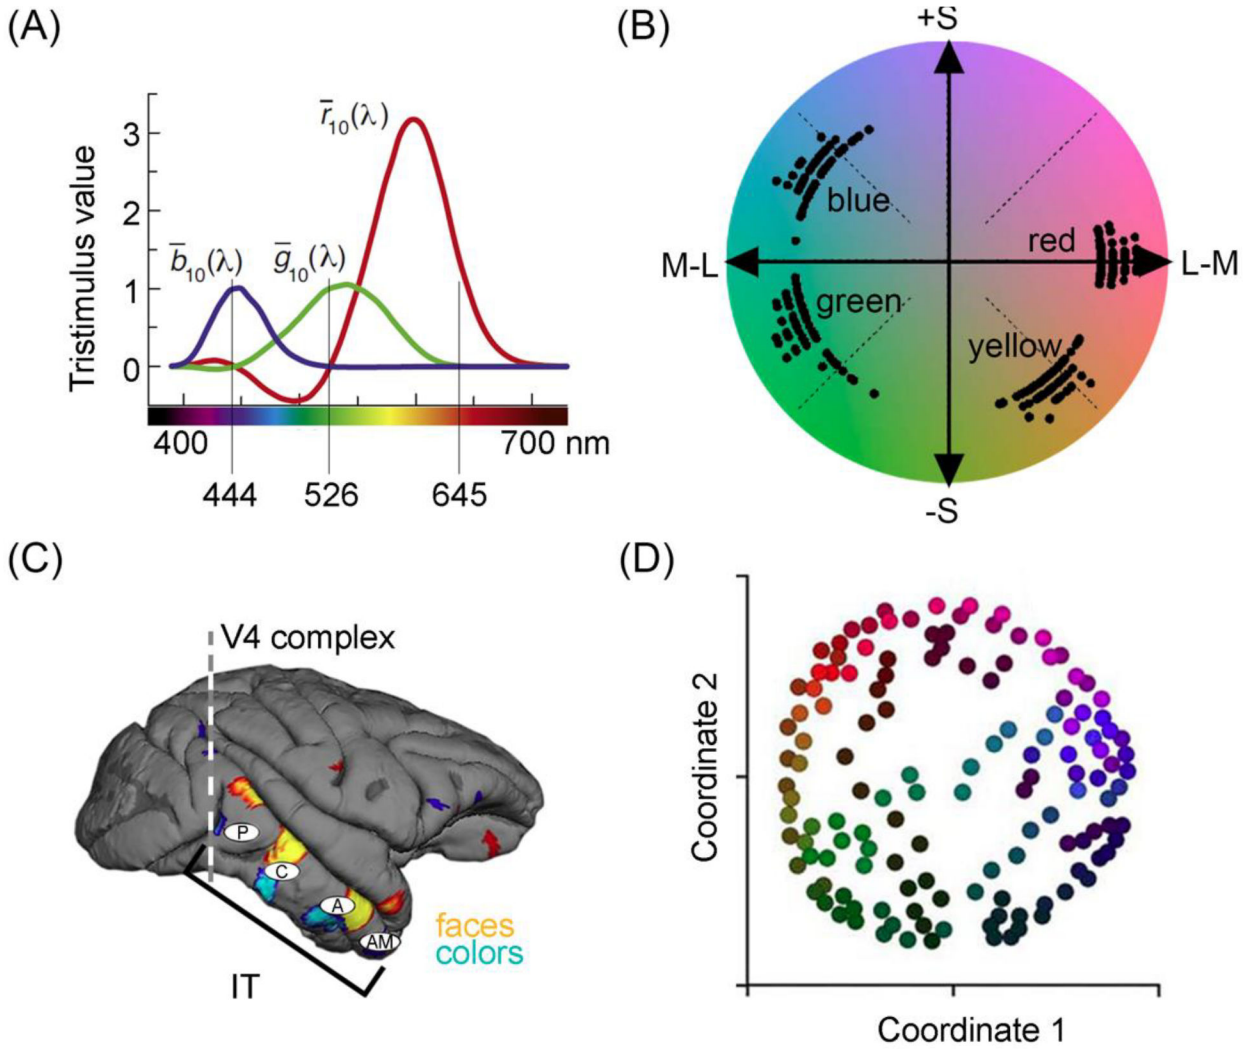 (A)
Tristimulus value
3
2
1
0
b̅10(λ)
g̅10(λ)
r̅10(λ)
400
700 nm
444
526
645
(B)
+S
M-L
L-M
-S
blue
red
green
yellow
(C)
V4 complex
P
C
A
AM
faces
colors
IT
(D)
Coordinate 2
Coordinate 1